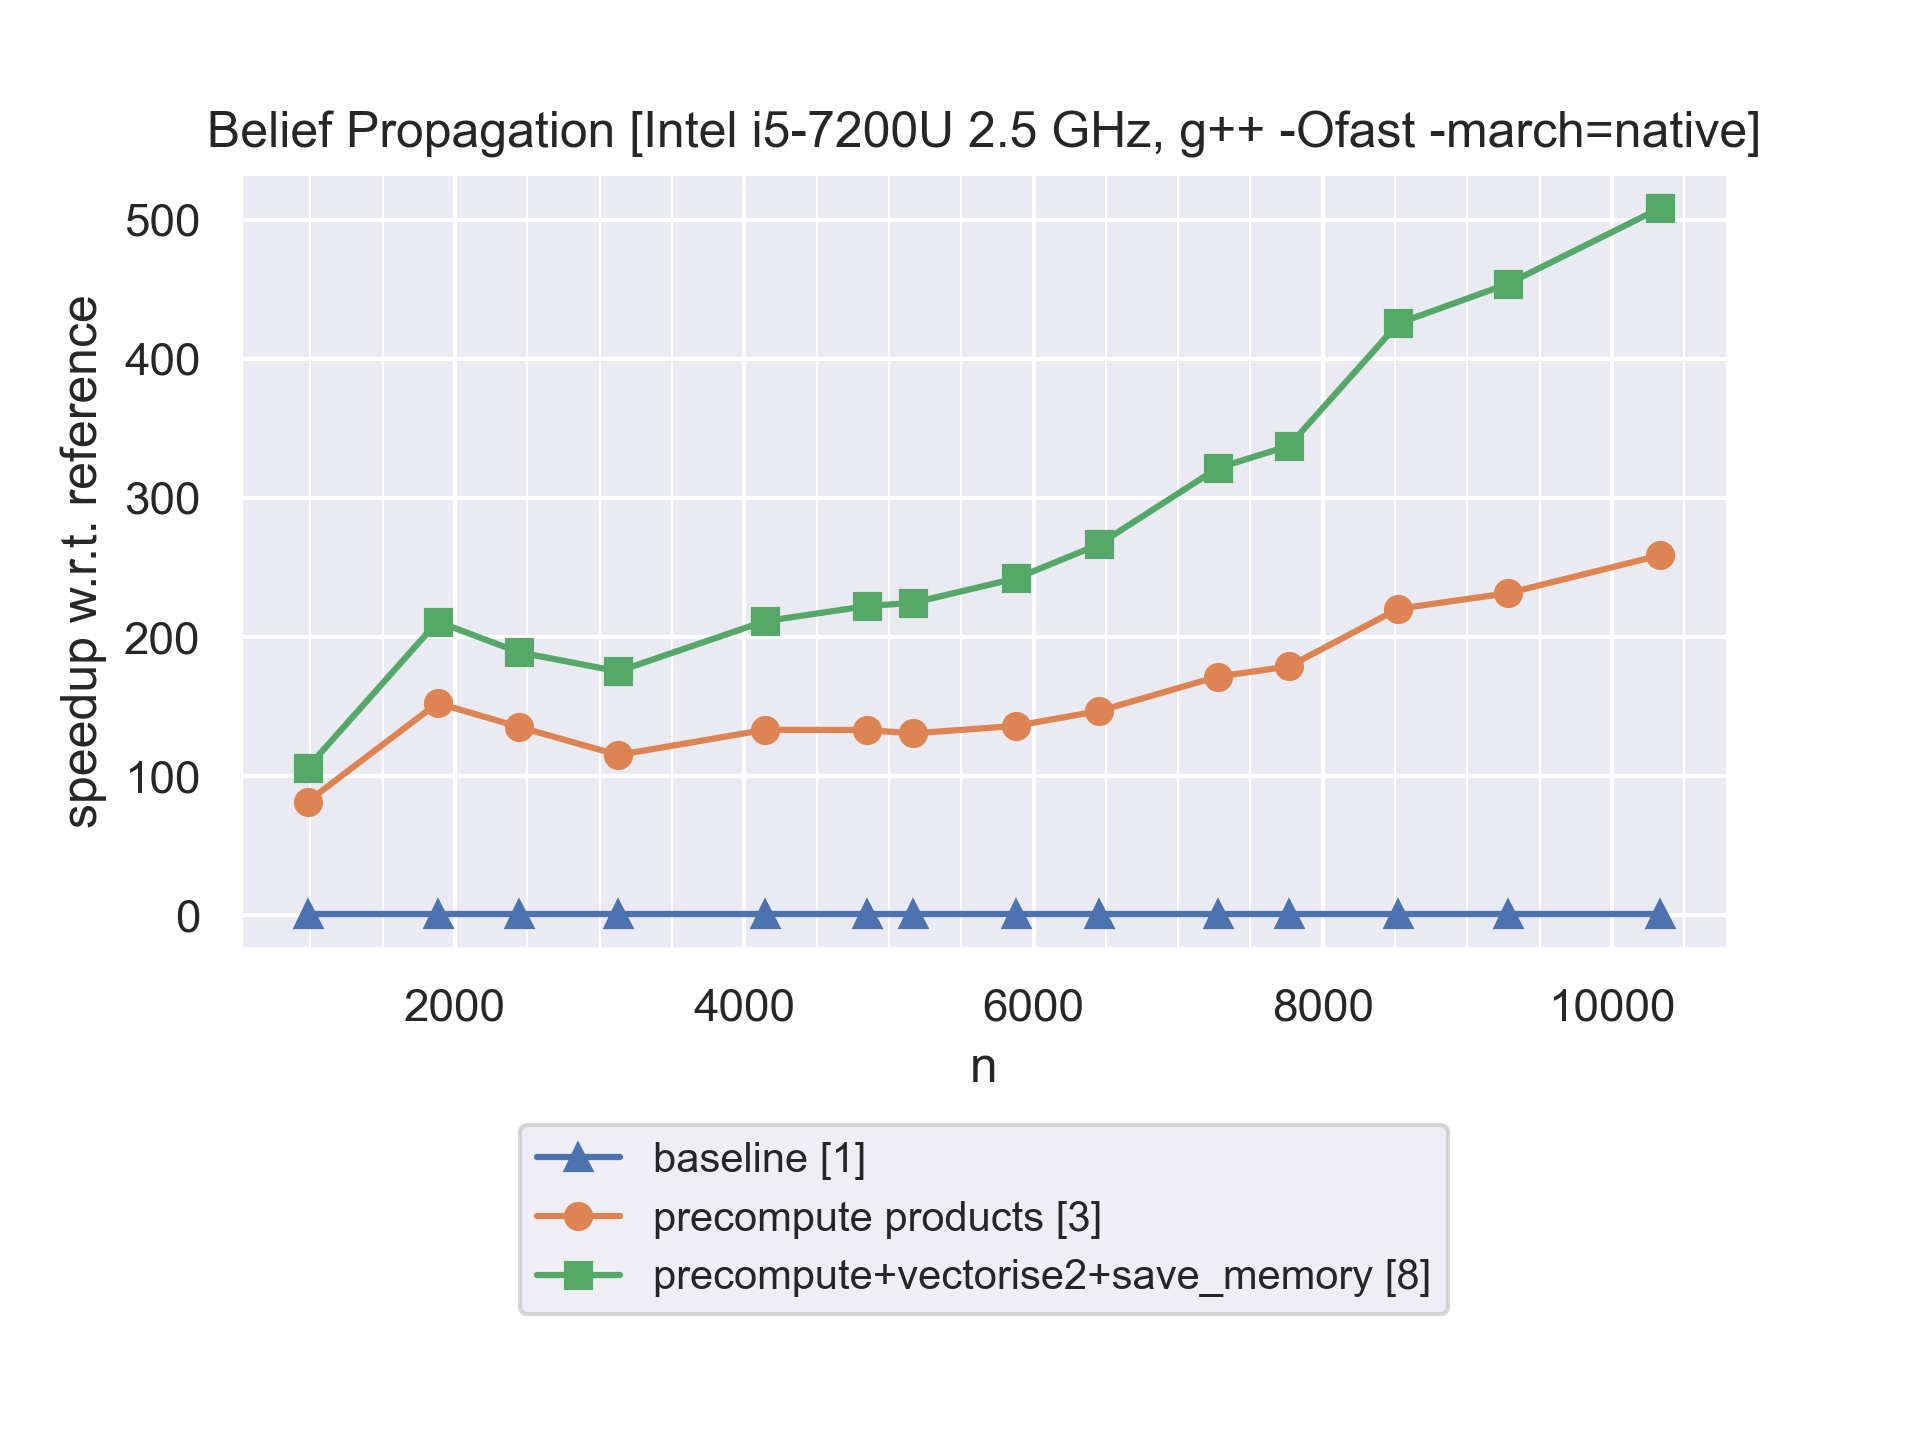 Belief Propagation [Intel i5-7200U 2.5 GHz, g++ -Ofast -march=native]
500
400
300
200
100
0
speedup w.r.t. reference
2000 4000 6000 8000 10000
n
baseline [1]
precompute products [3]
precompute+vectorise2+save_memory [8]